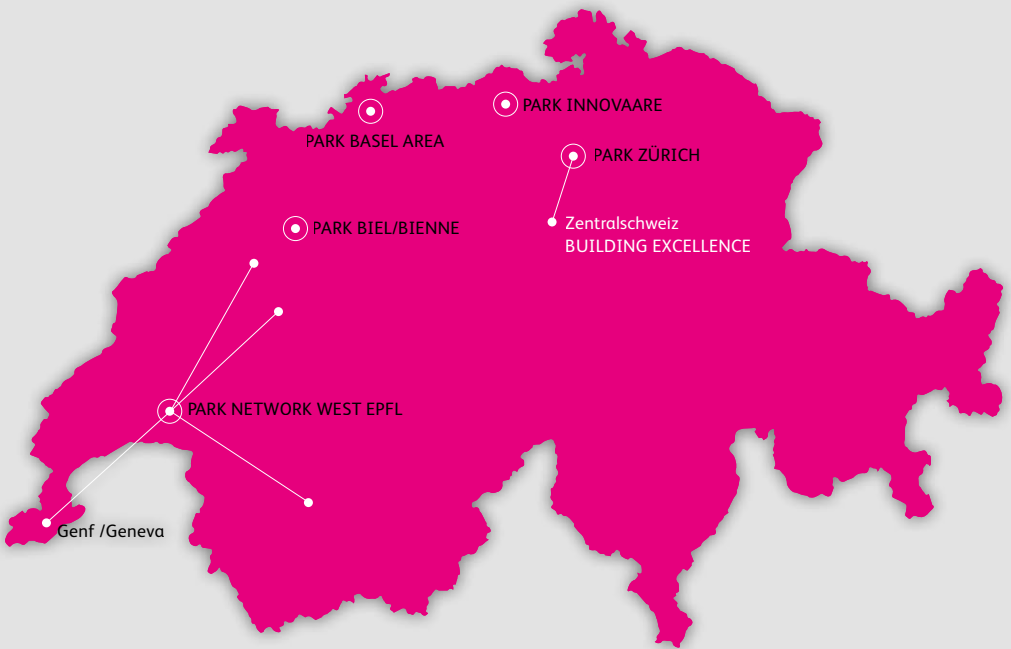 PARK INNOVAARE
PARK BASEL AREA
PARK ZÜRICH
Zentralschweiz
BUILDING EXCELLENCE
PARK BIEL/BIENNE
PARK NETWORK WEST EPFL
Genf /Geneva